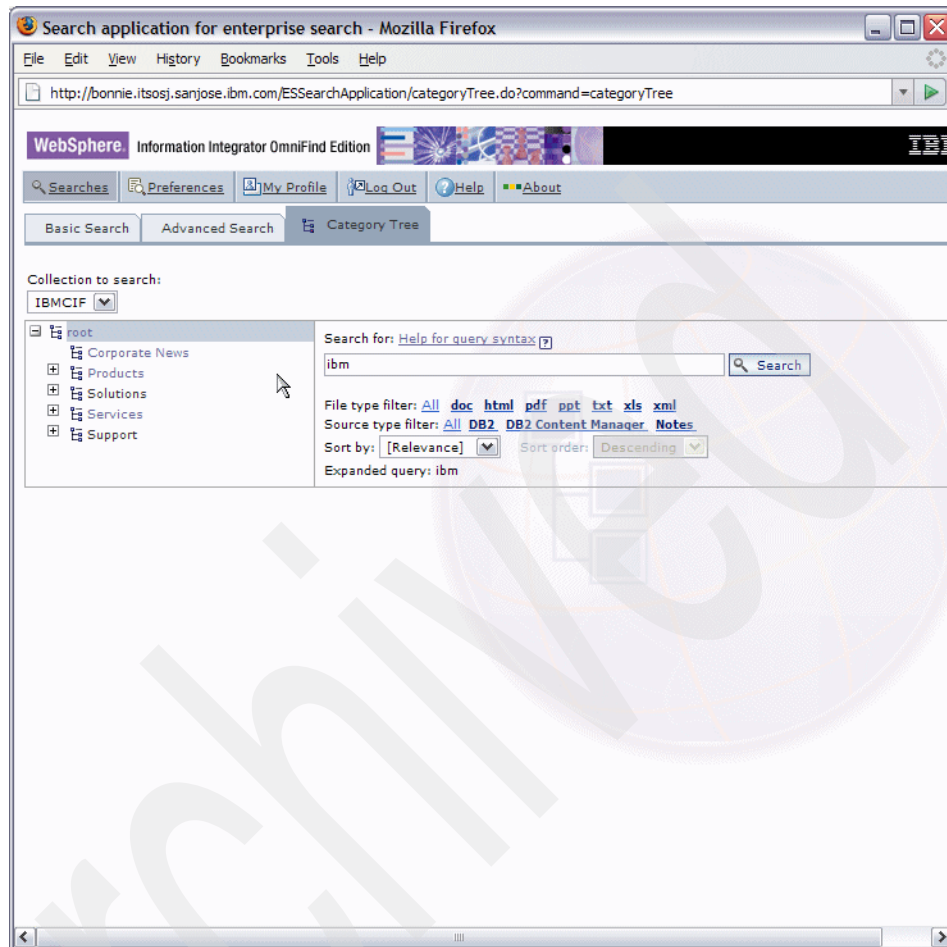 Search application for enterprise search - Mozilla Firefox
File Edit View History Bookmarks Tools Help
http://bonnie.itsosj.sanjose.ibm.com/ESSearchApplication/categoryTree.do?command=categoryTree
WebSphere. Information Integrator OmniFind Edition IBM
Searches Preferences My Profile Log Out Help About
Basic Search Advanced Search Category Tree
Collection to search:
IBMCIF
root
Corporate News
Products
Solutions
Services
Support
Search for: Help for query syntax ?
ibm Search
File type filter: All doc html pdf ppt txt xls xml
Source type filter: All DB2 DB2 Content Manager Notes
Sort by: [Relevance] Sort order: Descending
Expanded query: ibm
Archived